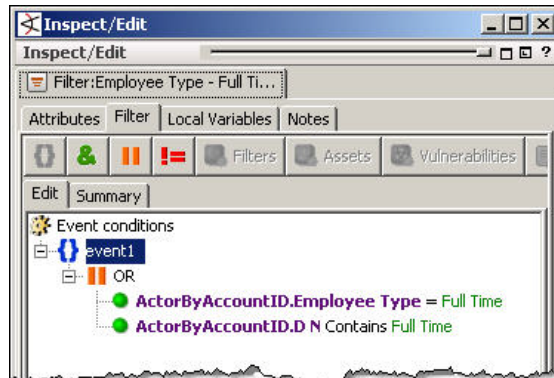 Inspect/Edit
Inspect/Edit ?
Filter:Employee Type - Full Ti...
Attributes Filter Local Variables Notes
{} & != Filters Assets Vulnerabilities
Edit Summary
Event conditions
{} event1
OR
ActorByAccountID.Employee Type = Full Time
ActorByAccountID.D N Contains Full Time